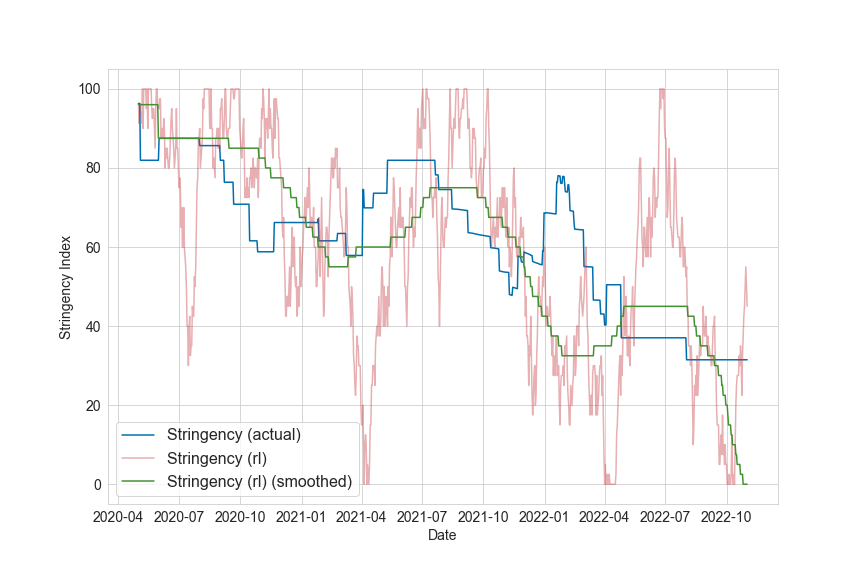 100
80
60
40
20
0
Stringency Index
Stringency (actual)
Stringency (rl)
Stringency (rl) (smoothed)
2020-04 2020-07 2020-10 2021-01 2021-04 2021-07 2021-10 2022-01 2022-04 2022-07 2022-10
Date